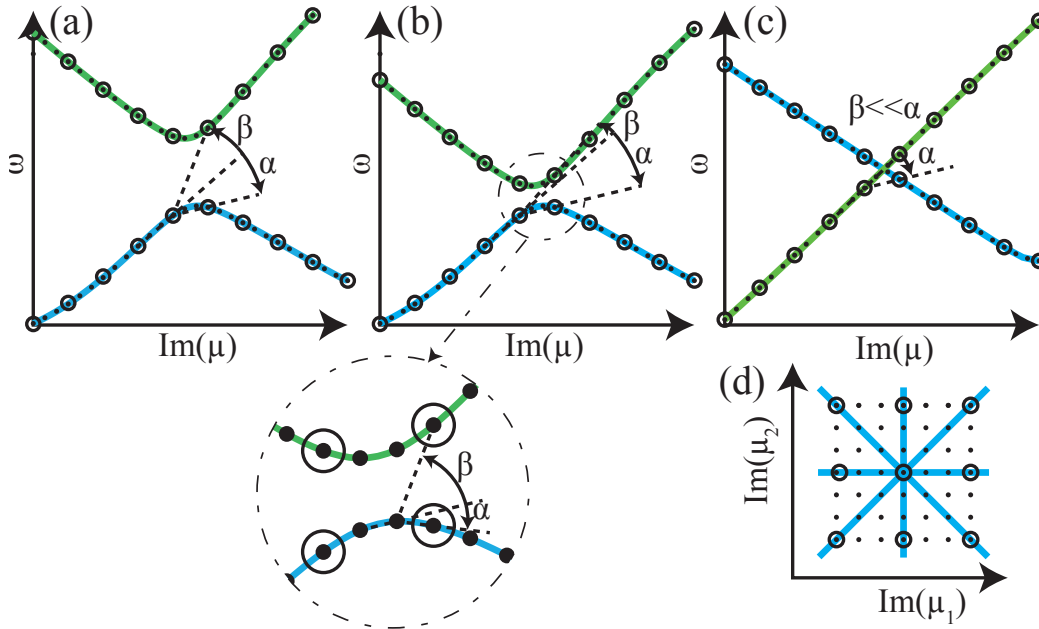 (a)
(b)
(c)
β
α
β
α
β<<α
α
ω
ω
ω
Im(μ)
Im(μ)
Im(μ)
β
α
(d)
Im(μ2)
Im(μ1)